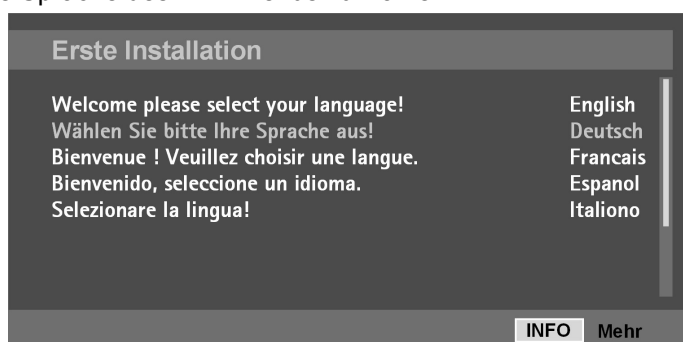 Erste Installation
Welcome please select your language! English
Wählen Sie bitte Ihre Sprache aus! Deutsch
Bienvenue ! Veuillez choisir une langue. Francais
Bienvenido, seleccione un idioma. Espanol
Selezionare la lingua! Italiono
INFO Mehr